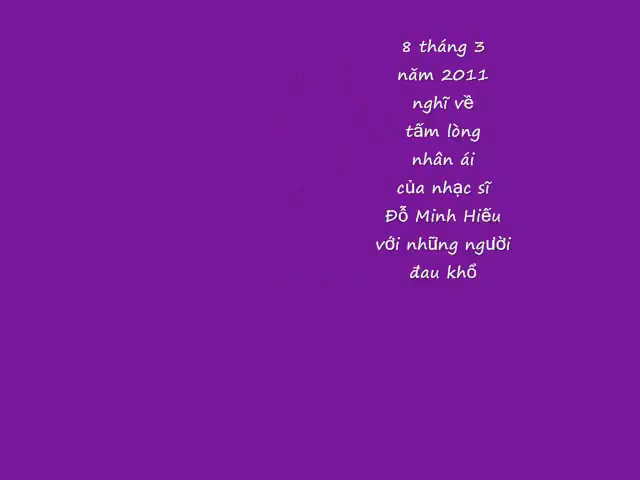 8 tháng 3
năm 2011
nghĩ về
tấm lòng
nhân ái
của nhạc sĩ
Đỗ Minh Hiếu
với những người
đau khổ